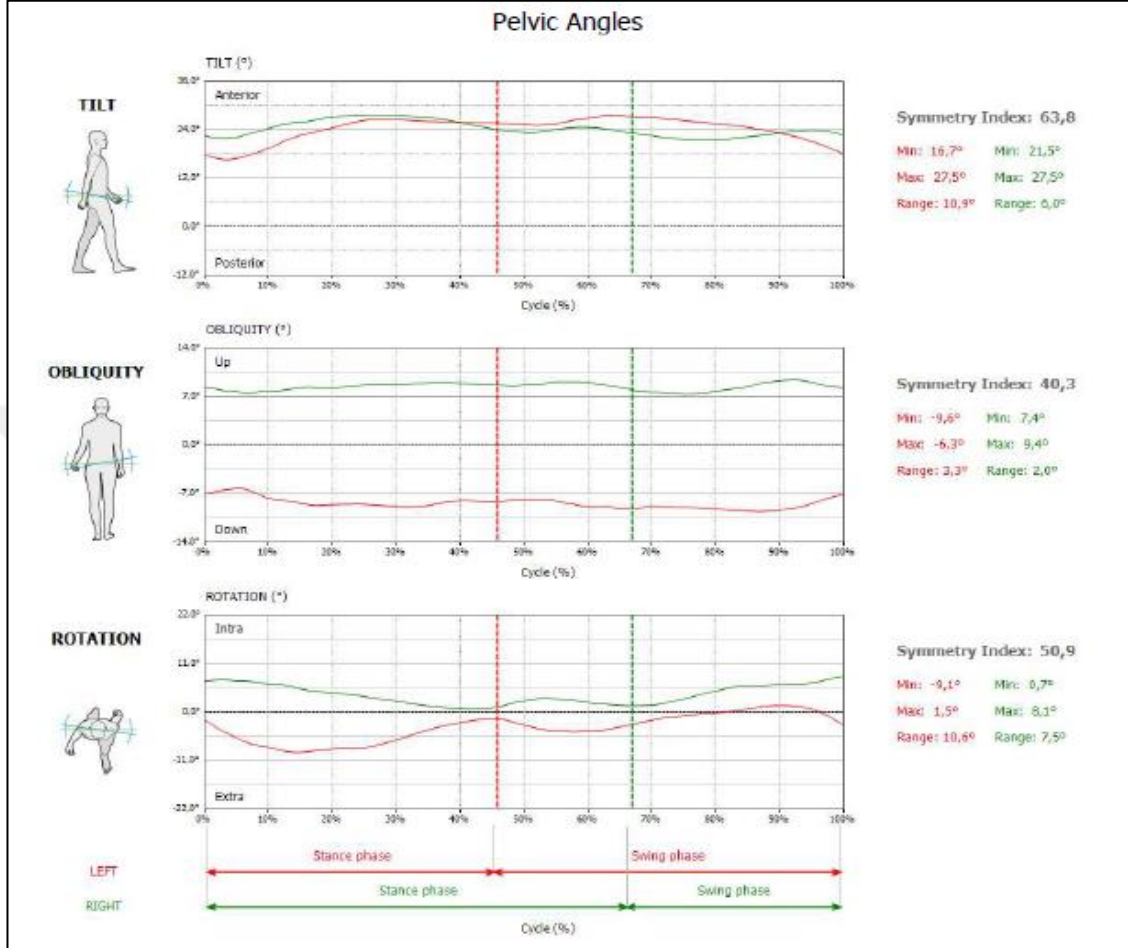 Pelvic Angles
TILT (°)
36,0°
24,0°
12,0°
0,0°
-12,0°
Anterior
Posterior
TILT
0% 10% 20% 30% 40% 50% 60% 70% 80% 90% 100%
Cycle (%)
Symmetry Index: 63,8
Min: 16,7° Min: 21,5°
Max: 27,5° Max: 27,5°
Range: 10,9° Range: 6,0°
OBLIQUITY (°)
14,0°
7,0°
0,0°
-7,0°
-14,0°
Up
Down
OBLIQUITY
0% 10% 20% 30% 40% 50% 60% 70% 80% 90% 100%
Cycle (%)
Symmetry Index: 40,3
Min: -9,6° Min: 7,4°
Max: -6,3° Max: 9,4°
Range: 3,3° Range: 2,0°
ROTATION (°)
22,0°
11,0°
0,0°
-11,0°
-22,0°
Intra
Extra
ROTATION
0% 10% 20% 30% 40% 50% 60% 70% 80% 90% 100%
Symmetry Index: 50,9
Min: -9,1° Min: 0,7°
Max: 1,5° Max: 8,1°
Range: 10,6° Range: 7,5°
LEFT Stance phase Swing phase
RIGHT Stance phase Swing phase
Cycle (%)